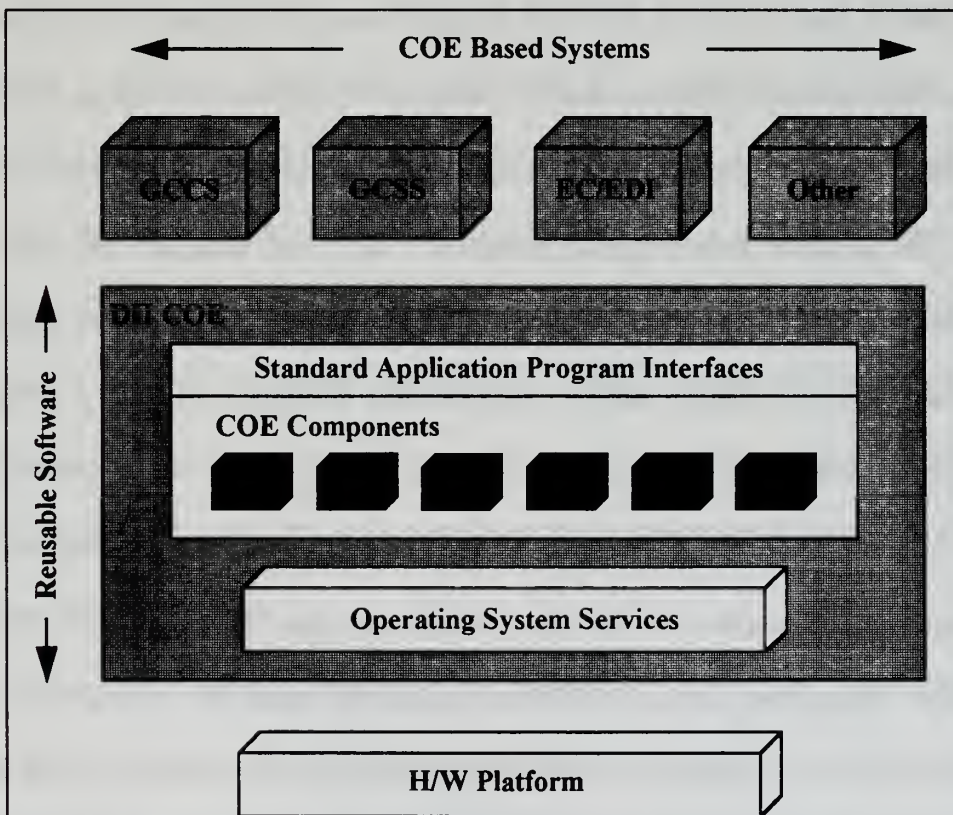 COE Based Systems
GCCS
GCSS
EC/EDI
Other
DII COE
Standard Application Program Interfaces
COE Components
Reusable Software
Operating System Services
H/W Platform